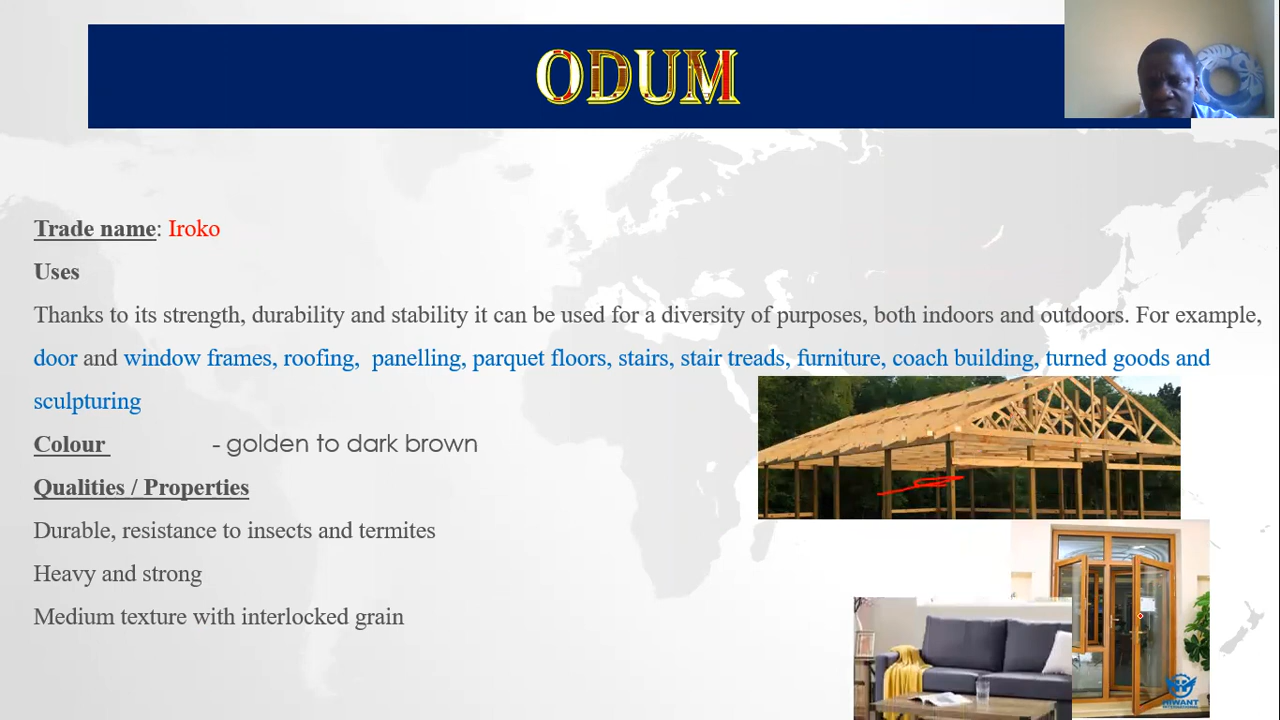 ODUM
Trade name: Iroko
Uses
Thanks to its strength, durability and stability it can be used for a diversity of purposes, both indoors and outdoors. For example,
door and window frames, roofing, panelling, parquet floors, stairs, stair treads, furniture, coach building, turned goods and
sculpturing
Colour - golden to dark brown
Qualities / Properties
Durable, resistance to insects and termites
Heavy and strong
Medium texture with interlocked grain
HIWANT
INTERNATIONAL